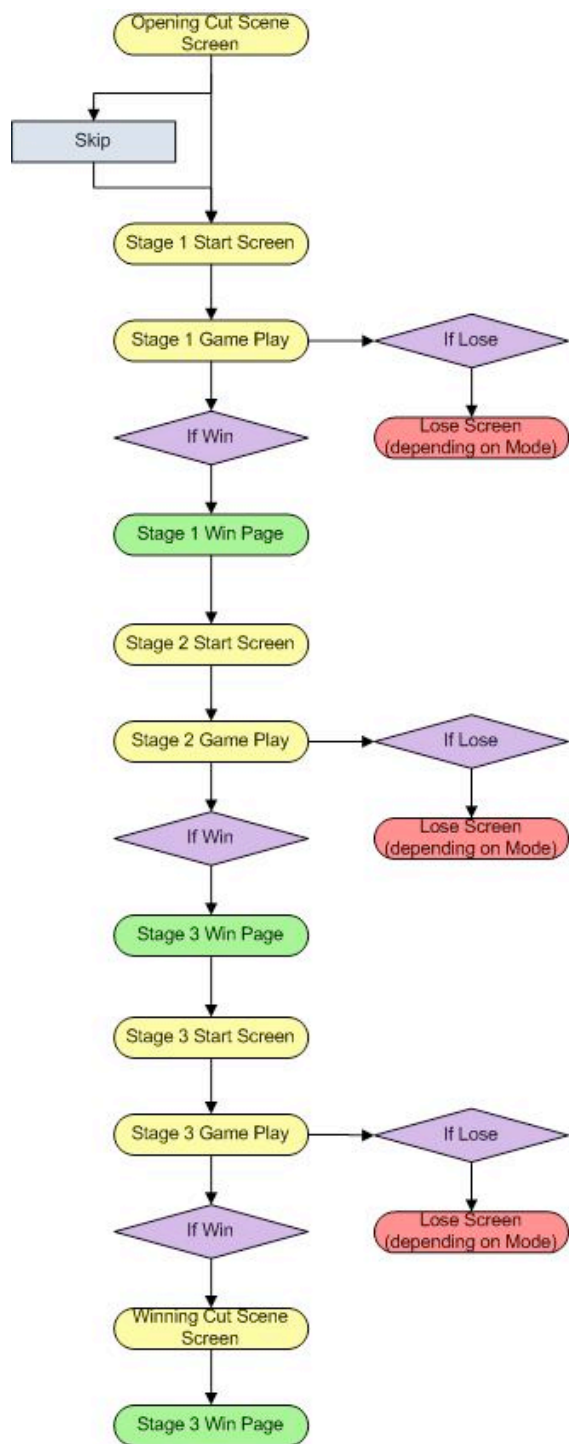 Opening Cut Scene
Screen
Skip
Stage 1 Start Screen
Stage 1 Game Play
If Lose
Lose Screen
(depending on Mode)
If Win
Stage 1 Win Page
Stage 2 Start Screen
Stage 2 Game Play
If Lose
Lose Screen
(depending on Mode)
If Win
Stage 3 Win Page
Stage 3 Start Screen
Stage 3 Game Play
If Lose
Lose Screen
(depending on Mode)
If Win
Winning Cut Scene
Screen
Stage 3 Win Page